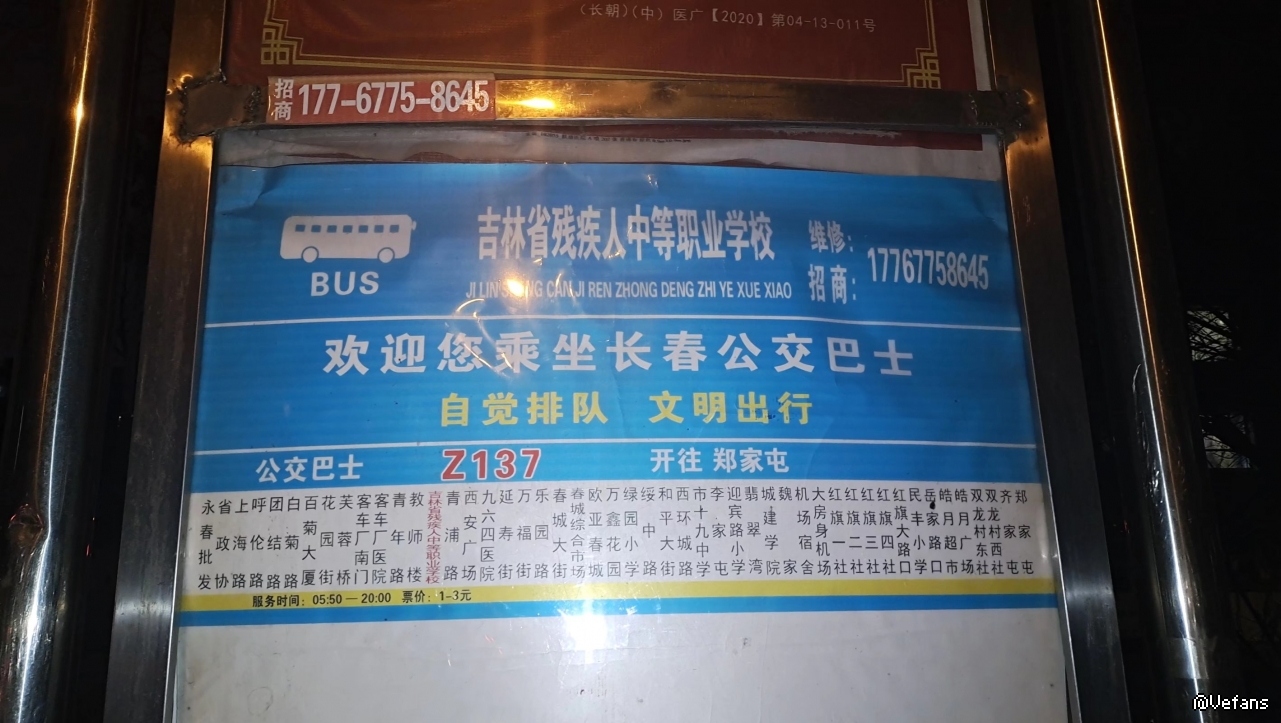 （长朝）（中）医广【2020】第04-13-011号
招商 177-6775-8645
吉林省残疾人中等职业学校
维修：
招商：
17767758645
BUS
JI LIN SHENG CAN JI REN ZHONG DENG ZHI YE XUE XIAO
欢迎您乘坐长春公交巴士
自觉排队 文明出行
公交巴士 Z137 开往 郑家屯
永春批发
省政协
上海路
呼伦路
团结路
白菊路
百菊大厦
花园街
芙蓉桥
客车厂南门
客车厂医院
青年路
教师楼
吉林省残疾人中等职业学校
青浦路
西安广场
九六四医院
延寿街
万福街
乐园路
春城大街
春城综合市场
欧亚春城
万鑫花园
绿园小学
绥中路
和平大街
西环城路
市十九中学
李家屯
迎宾路小学
翡翠湾
城建学院
魏家
机场宿舍
大房身机场
红旗一社
红旗二社
红旗三社
红旗四社
红旗大路口
民丰小学
岳家路口
皓月超市
皓月广场
双龙村东社
双龙村西社
齐家屯
郑家屯
服务时间：05:50—20:00 票价：1-3元
@Vefans